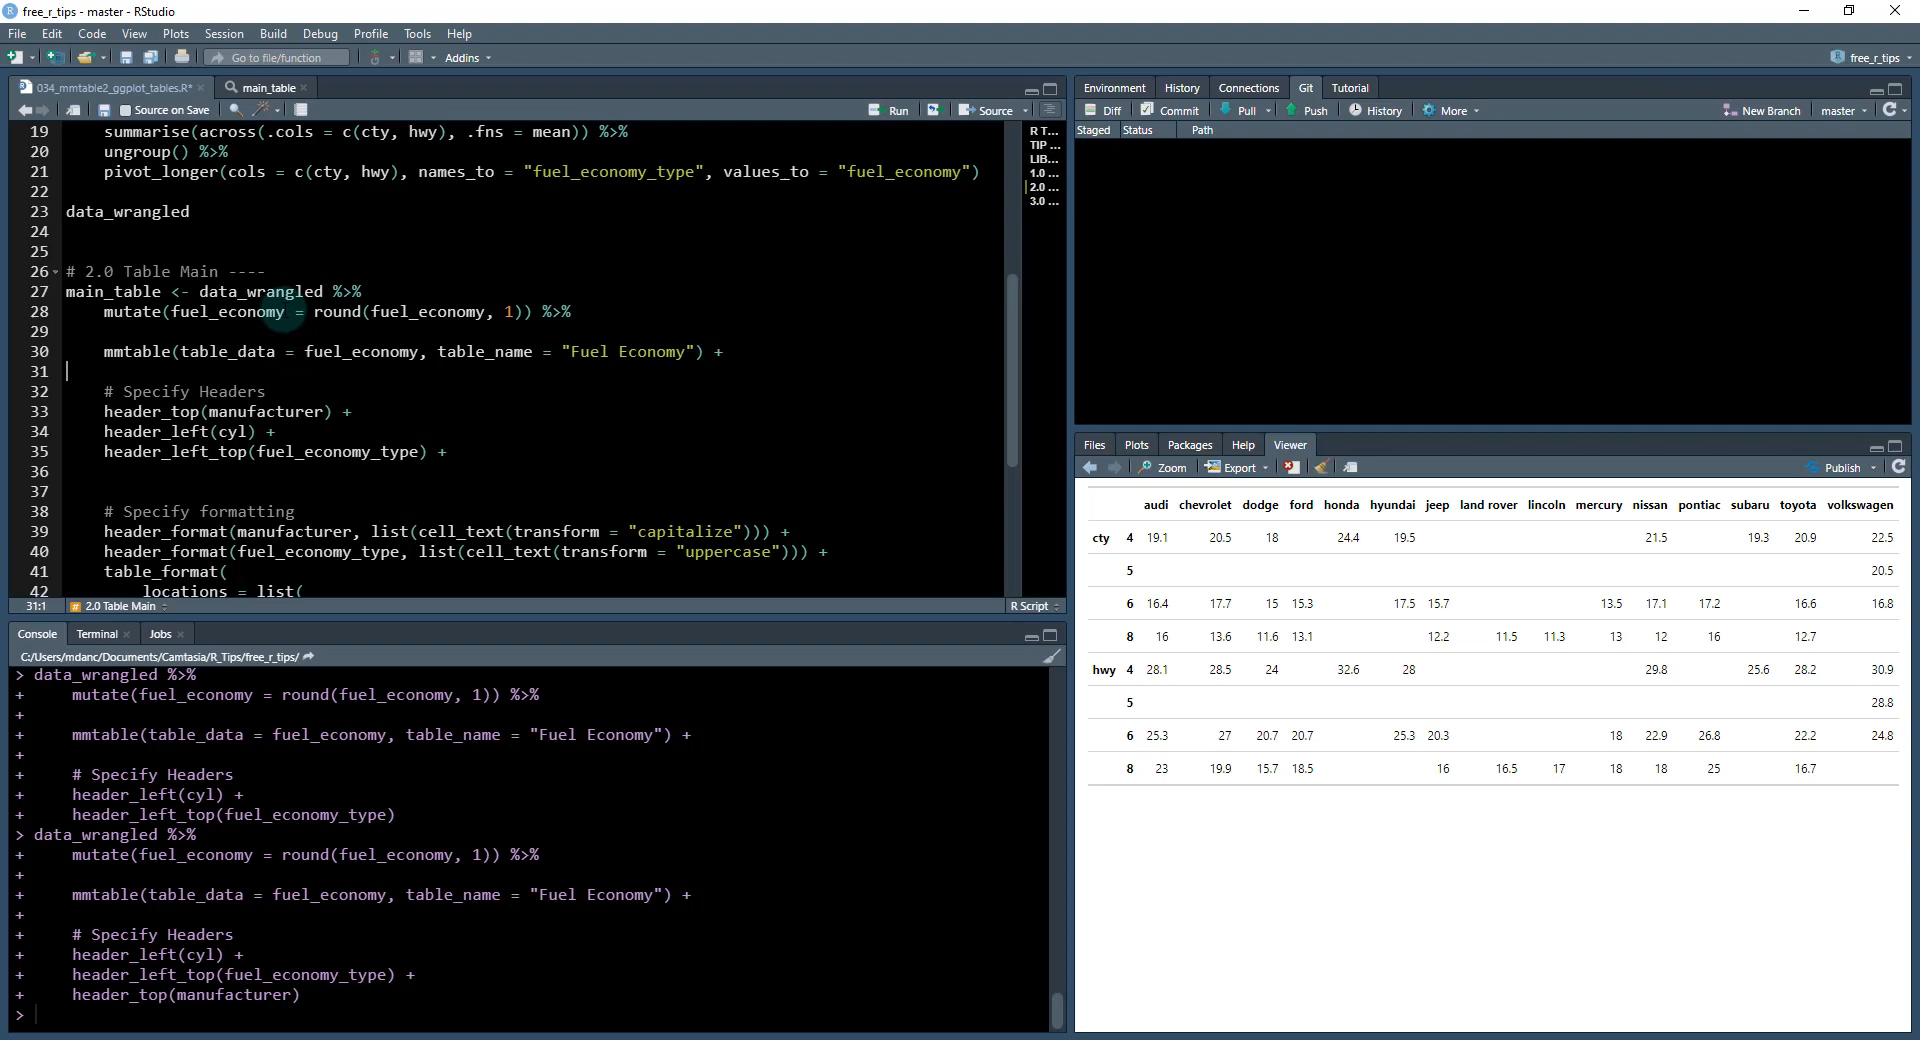 free_r_tips - master - RStudio
File Edit Code View Plots Session Build Debug Profile Tools Help
Go to file/function Addins free_r_tips
034_mmtable2_ggplot_tables.R* main_table
Source on Save Run Source
19 summarise(across(.cols = c(cty, hwy), .fns = mean)) %>%
20 ungroup() %>%
21 pivot_longer(cols = c(cty, hwy), names_to = "fuel_economy_type", values_to = "fuel_economy")
22
23 data_wrangled
24
25
26 # 2.0 Table Main ----
27 main_table <- data_wrangled %>%
28 mutate(fuel_economy = round(fuel_economy, 1)) %>%
29
30 mmtable(table_data = fuel_economy, table_name = "Fuel Economy") +
31
32 # Specify Headers
33 header_top(manufacturer) +
34 header_left(cyl) +
35 header_left_top(fuel_economy_type) +
36
37
38 # Specify formatting
39 header_format(manufacturer, list(cell_text(transform = "capitalize"))) +
40 header_format(fuel_economy_type, list(cell_text(transform = "uppercase"))) +
41 table_format(
42 locations = list(
R T...
TIP ...
LIB...
1.0 ...
2.0 ...
3.0 ...
31:1 # 2.0 Table Main R Script
Console Terminal Jobs
C:/Users/mdanc/Documents/Camtasia/R_Tips/free_r_tips/
> data_wrangled %>%
+ mutate(fuel_economy = round(fuel_economy, 1)) %>%
+
+ mmtable(table_data = fuel_economy, table_name = "Fuel Economy") +
+
+ # Specify Headers
+ header_left(cyl) +
+ header_left_top(fuel_economy_type)
> data_wrangled %>%
+ mutate(fuel_economy = round(fuel_economy, 1)) %>%
+
+ mmtable(table_data = fuel_economy, table_name = "Fuel Economy") +
+
+ # Specify Headers
+ header_left(cyl) +
+ header_left_top(fuel_economy_type) +
+ header_top(manufacturer)
>
Environment History Connections Git Tutorial
Diff Commit Pull Push History More New Branch master
Staged Status Path
Files Plots Packages Help Viewer
Zoom Export Publish
audi chevrolet dodge ford honda hyundai jeep land rover lincoln mercury nissan pontiac subaru toyota volkswagen
cty 4 19.1 20.5 18 24.4 19.5 21.5 19.3 20.9 22.5
5 20.5
6 16.4 17.7 15 15.3 17.5 15.7 13.5 17.1 17.2 16.6 16.8
8 16 13.6 11.6 13.1 12.2 11.5 11.3 13 12 16 12.7
hwy 4 28.1 28.5 24 32.6 28 29.8 25.6 28.2 30.9
5 28.8
6 25.3 27 20.7 20.7 25.3 20.3 18 22.9 26.8 22.2 24.8
8 23 19.9 15.7 18.5 16 16.5 17 18 18 25 16.7